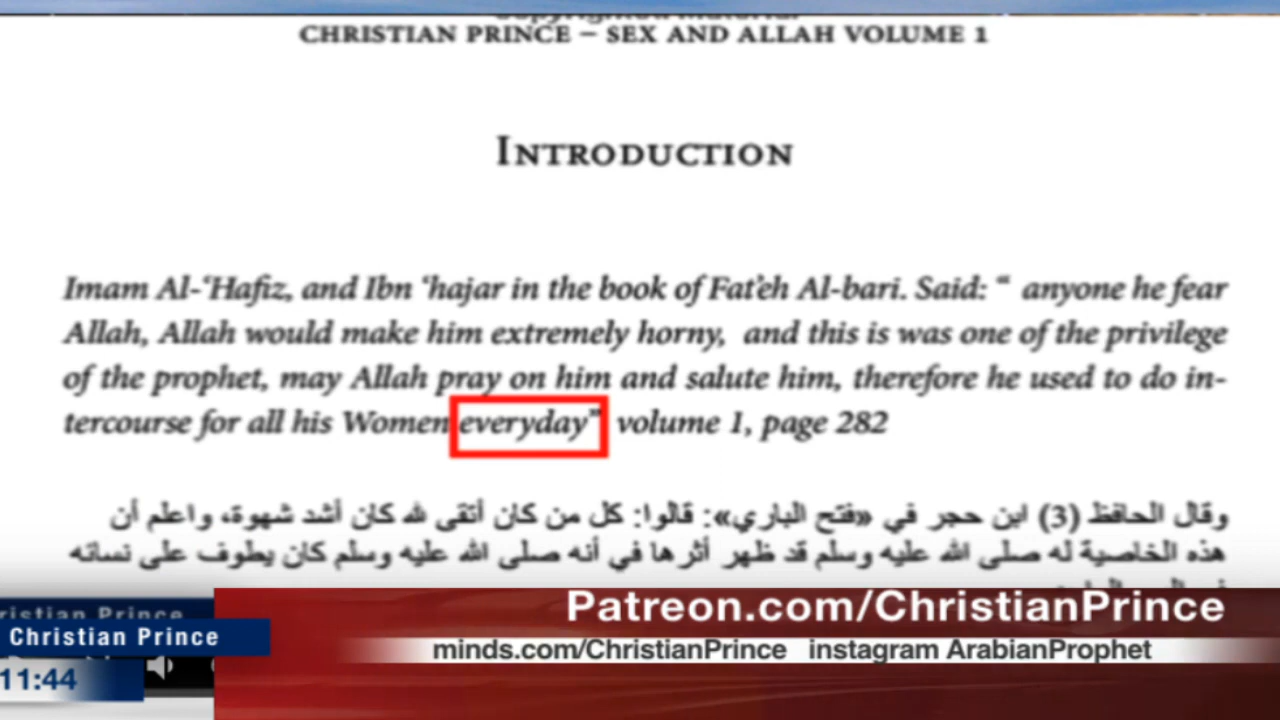 CHRISTIAN PRINCE – SEX AND ALLAH VOLUME 1
INTRODUCTION
Imam Al-‘Hafiz, and Ibn ‘hajar in the book of Fat’eh Al-bari. Said: “ anyone he fear
Allah, Allah would make him extremely horny, and this is was one of the privilege
of the prophet, may Allah pray on him and salute him, therefore he used to do in-
tercourse for all his Women everyday” volume 1, page 282
وقال الحافظ (3) ابن حجر في «فتح الباري»: قالوا: كل من كان أتقى لله كان أشد شهوة، واعلم أن
هذه الخاصية له صلى الله عليه وسلم قد ظهر أثرها في أنه صلى الله عليه وسلم كان يطوف على نسائه
Patreon.com/ChristianPrince
Christian Prince
Christian Prince
minds.com/ChristianPrince instagram ArabianProphet
11:44